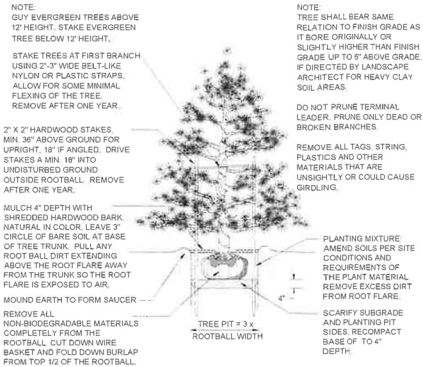 NOTE:
GUY EVERGREEN TREES ABOVE
12' HEIGHT, STAKE EVERGREEN
TREE BELOW 12' HEIGHT.
STAKE TREES AT FIRST BRANCH
USING 2"-3" WIDE BELT-LIKE
NYLON OR PLASTIC STRAPS,
ALLOW FOR SOME MINIMAL
FLEXING OF THE TREE.
REMOVE AFTER ONE YEAR.
2" X 2" HARDWOOD STAKES,
MIN. 36" ABOVE GROUND FOR
UPRIGHT, 18" IF ANGLED. DRIVE
STAKES A MIN. 18" INTO
UNDISTURBED GROUND
OUTSIDE ROOTBALL. REMOVE
AFTER ONE YEAR.
MULCH 4" DEPTH WITH
SHREDDED HARDWOOD BARK.
NATURAL IN COLOR. LEAVE 3"
CIRCLE OF BARE SOIL AT BASE
OF TREE TRUNK. PULL ANY
ROOT BALL DIRT EXTENDING
ABOVE THE ROOT FLARE AWAY
FROM THE TRUNK SO THE ROOT
FLARE IS EXPOSED TO AIR.
MOUND EARTH TO FORM SAUCER
REMOVE ALL
NON-BIODEGRADABLE MATERIALS
COMPLETELY FROM THE
ROOTBALL. CUT DOWN WIRE
BASKET AND FOLD DOWN BURLAP
FROM TOP 1/2 OF THE ROOTBALL.
TREE PIT = 3 x
ROOTBALL WIDTH
4"
NOTE:
TREE SHALL BEAR SAME
RELATION TO FINISH GRADE AS
IT BORE ORIGINALLY OR
SLIGHTLY HIGHER THAN FINISH
GRADE UP TO 6" ABOVE GRADE,
IF DIRECTED BY LANDSCAPE
ARCHITECT FOR HEAVY CLAY
SOIL AREAS.
DO NOT PRUNE TERMINAL
LEADER. PRUNE ONLY DEAD OR
BROKEN BRANCHES.
REMOVE ALL TAGS, STRING,
PLASTICS AND OTHER
MATERIALS THAT ARE
UNSIGHTLY OR COULD CAUSE
GIRDLING.
PLANTING MIXTURE:
AMEND SOILS PER SITE
CONDITIONS AND
REQUIREMENTS OF
THE PLANT MATERIAL.
REMOVE EXCESS DIRT
FROM ROOT FLARE.
SCARIFY SUBGRADE
AND PLANTING PIT
SIDES. RECOMPACT
BASE OF TO 4"
DEPTH.